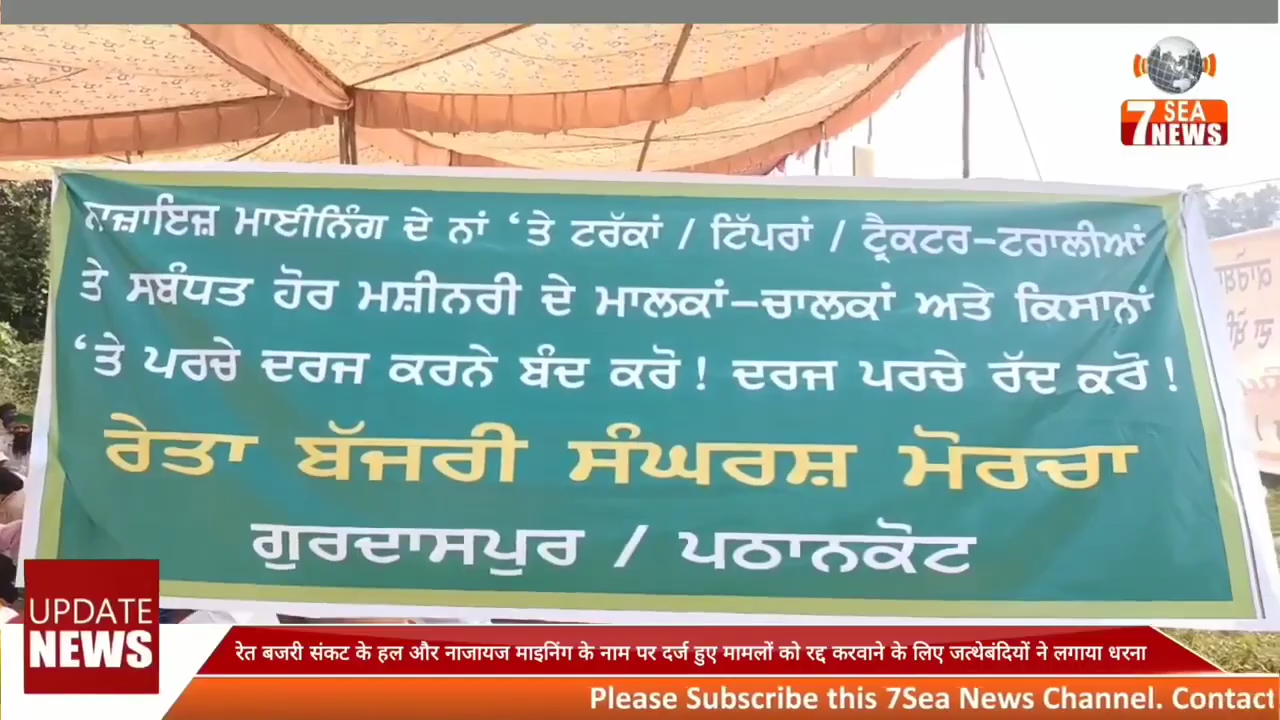 7 SEA
NEWS
ਨਾਜ਼ਾਇਜ਼ ਮਾਈਨਿੰਗ ਦੇ ਨਾਂ ‘ਤੇ ਟਰੱਕਾਂ / ਟਿੱਪਰਾਂ / ਟ੍ਰੈਕਟਰ-ਟਰਾਲੀਆਂ
ਤੇ ਸਬੰਧਤ ਹੋਰ ਮਸ਼ੀਨਰੀ ਦੇ ਮਾਲਕਾਂ-ਚਾਲਕਾਂ ਅਤੇ ਕਿਸਾਨਾਂ
‘ਤੇ ਪਰਚੇ ਦਰਜ ਕਰਨੇ ਬੰਦ ਕਰੋ! ਦਰਜ ਪਰਚੇ ਰੱਦ ਕਰੋ!
ਰੇਤਾ ਬੱਜਰੀ ਸੰਘਰਸ਼ ਮੋਰਚਾ
ਗੁਰਦਾਸਪੁਰ / ਪਠਾਨਕੋਟ
UPDATE
NEWS
रेत बजरी संकट के हल और नाजायज माइनिंग के नाम पर दर्ज हुए मामलों को रद्द करवाने के लिए जत्थेबंदियों ने लगाया धरना
Please Subscribe this 7Sea News Channel. Contact